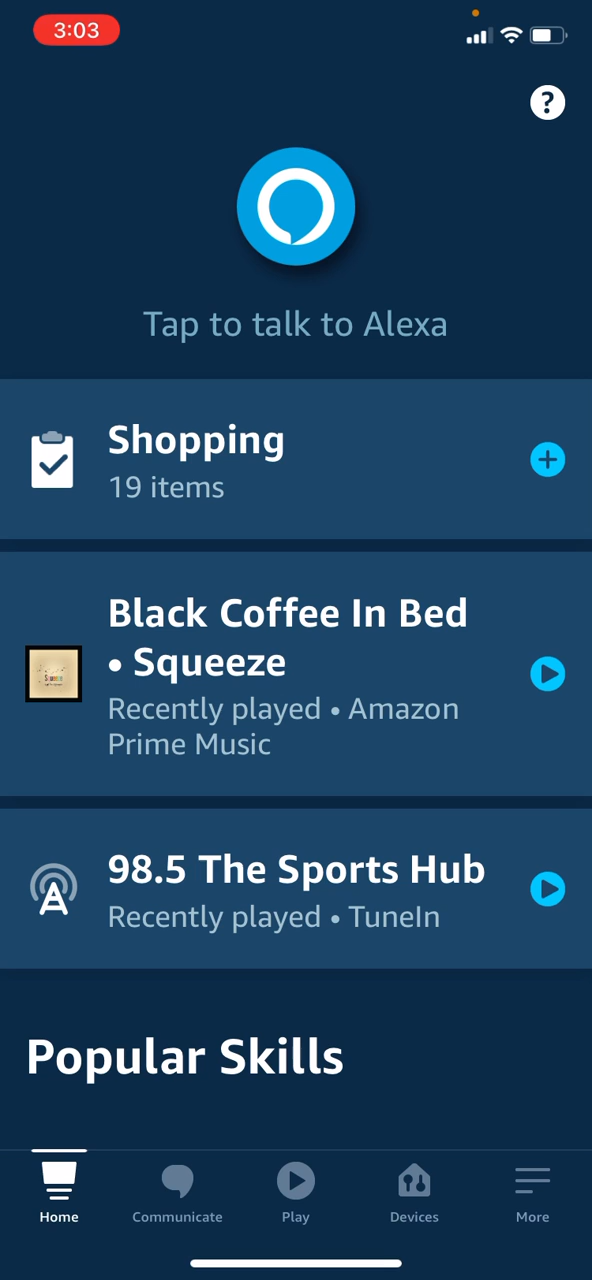 3:03
?
Tap to talk to Alexa
Shopping
19 items
Black Coffee In Bed
• Squeeze
Recently played • Amazon
Prime Music
98.5 The Sports Hub
Recently played • TuneIn
Popular Skills
Home Communicate Play Devices More